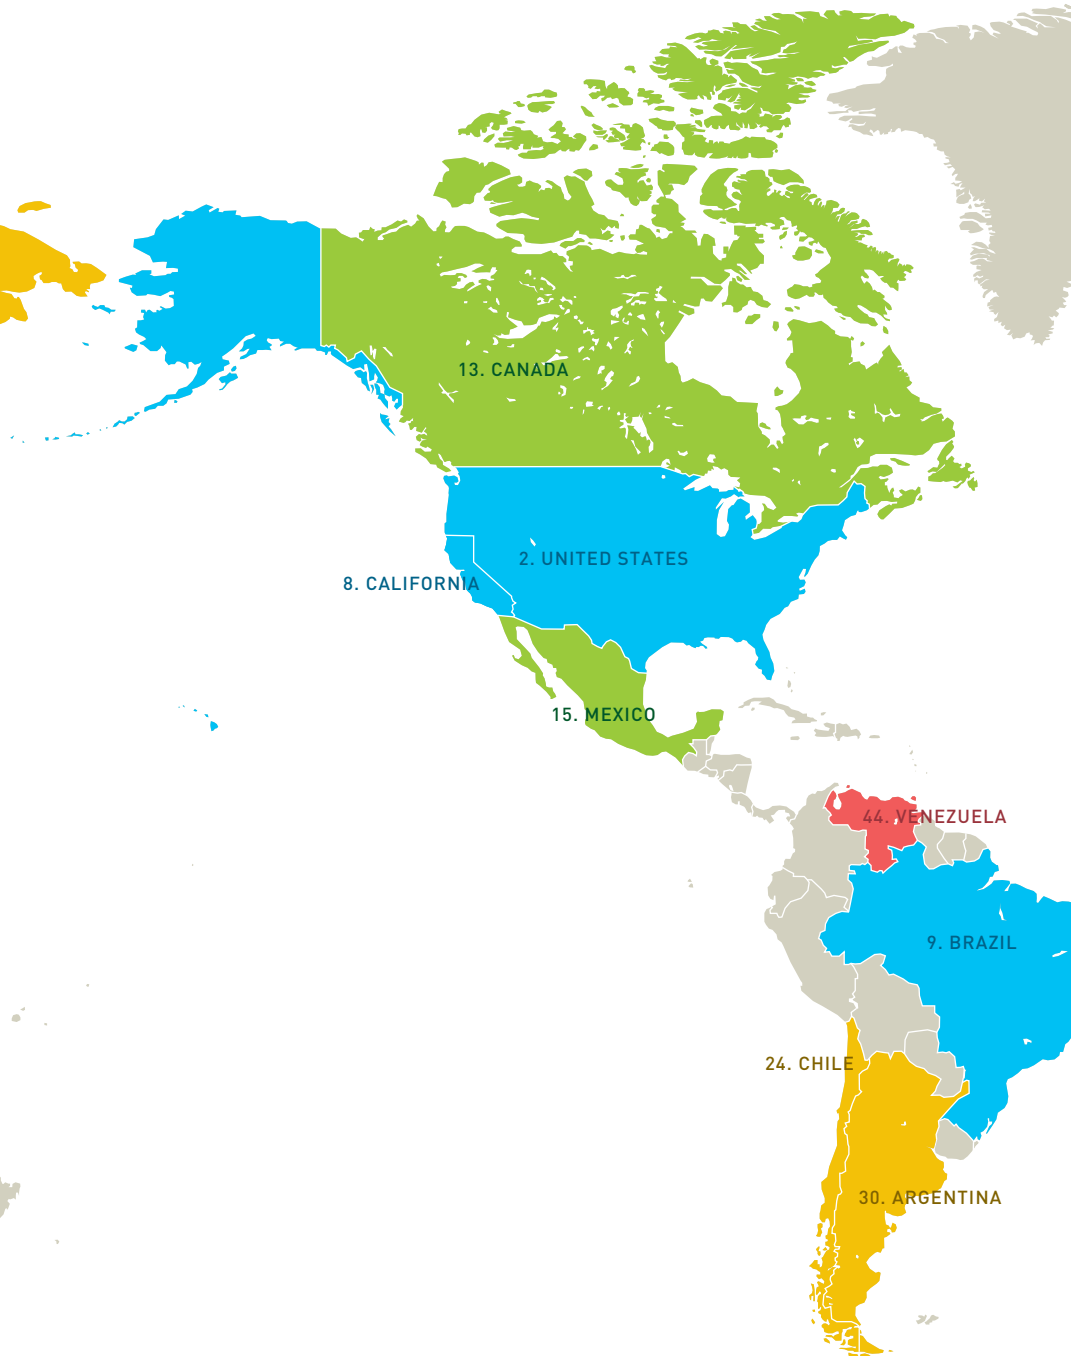 13. CANADA
2. UNITED STATES
8. CALIFORNIA
15. MEXICO
44. VENEZUELA
9. BRAZIL
24. CHILE
30. ARGENTINA